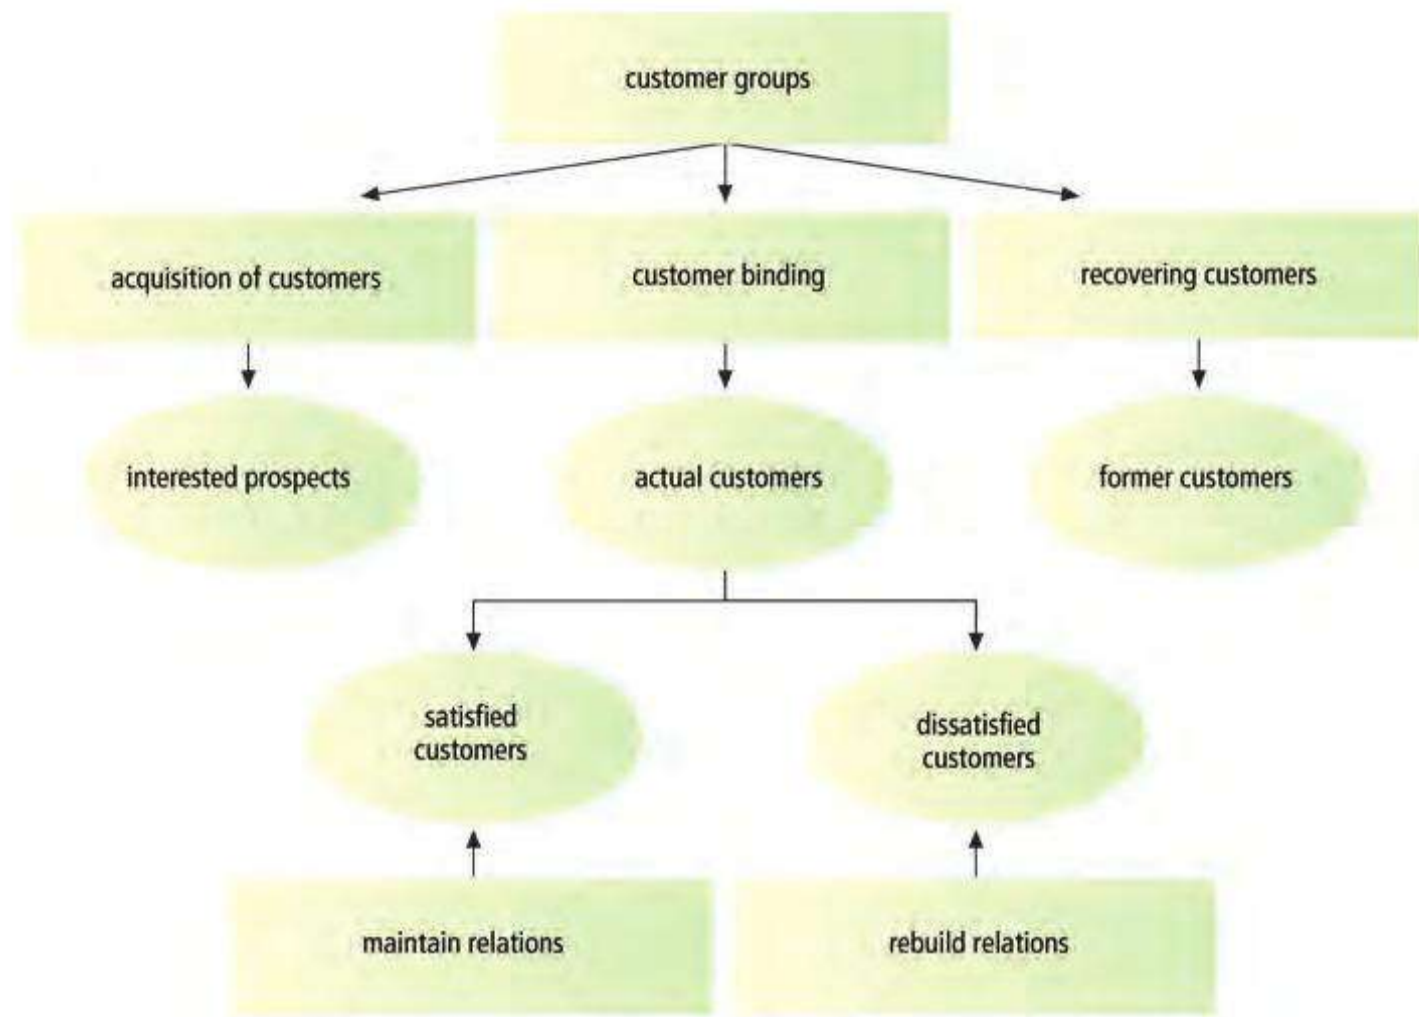 customer groups
acquisition of customers
customer binding
recovering customers
interested prospects
actual customers
former customers
satisfied
customers
dissatisfied
customers
maintain relations
rebuild relations